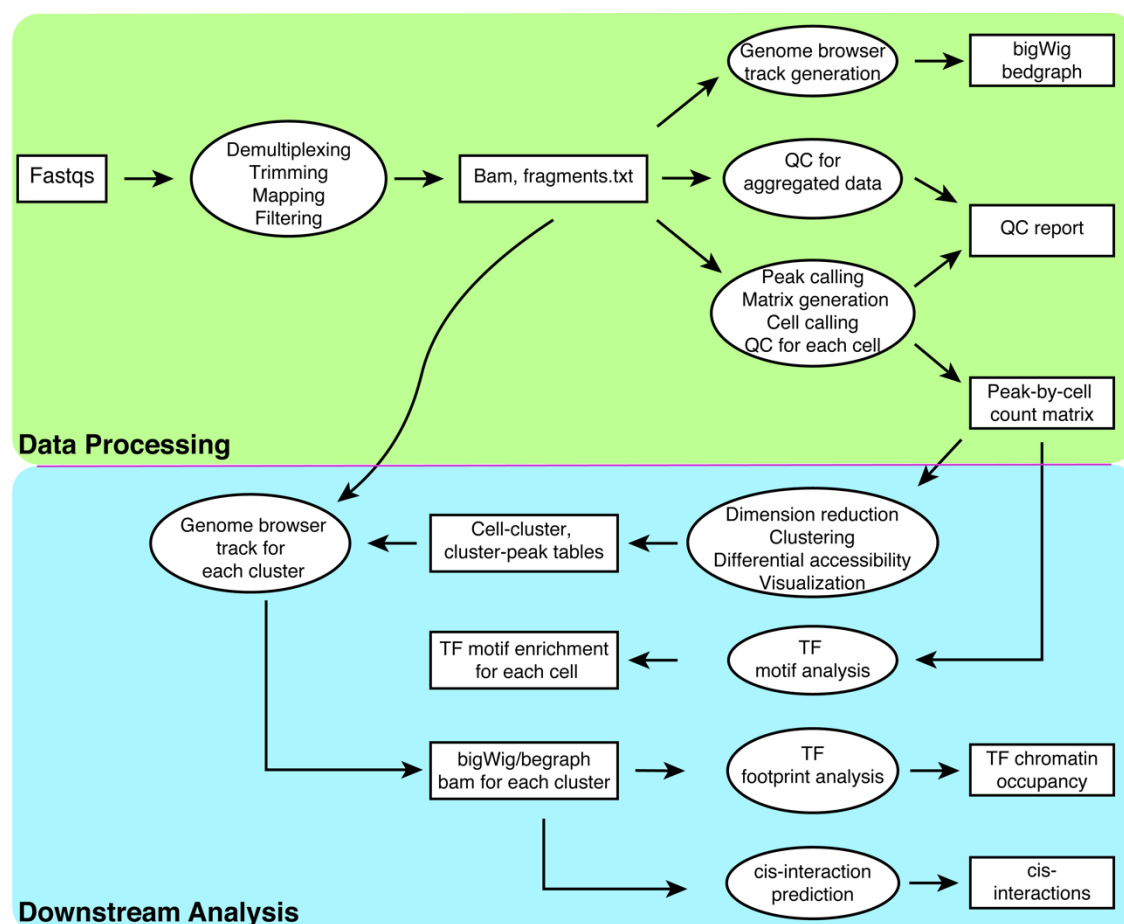 Genome browser
track generation
bigWig
bedgraph
Fastqs
Demultiplexing
Trimming
Mapping
Filtering
Bam, fragments.txt
QC for
aggregated data
QC report
Peak calling
Matrix generation
Cell calling
QC for each cell
Peak-by-cell
count matrix
Data Processing
Genome browser
track for
each cluster
Cell-cluster,
cluster-peak tables
Dimension reduction
Clustering
Differential accessibility
Visualization
TF motif enrichment
for each cell
TF
motif analysis
bigWig/begraph
bam for each cluster
TF
footprint analysis
TF chromatin
occupancy
cis-interaction
prediction
cis-
interactions
Downstream Analysis